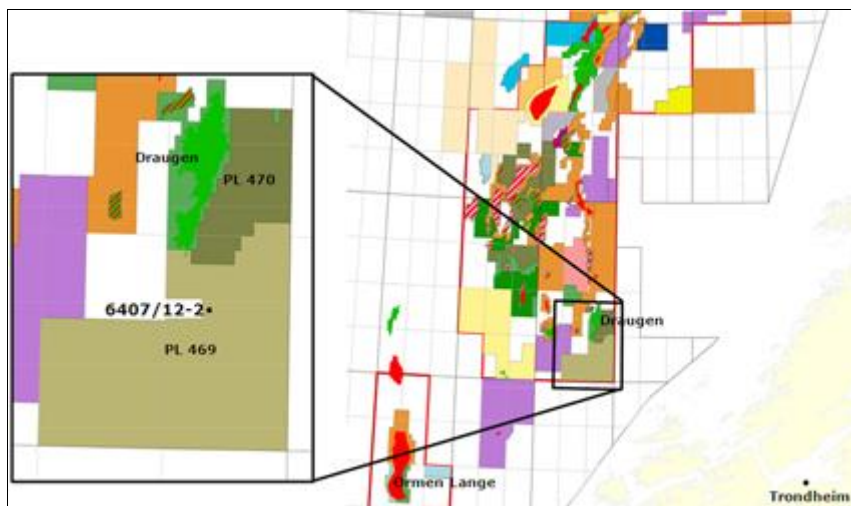 Draugen
PL 470
6407/12-2
PL 469
Draugen
Ormen Lange
Trondheim